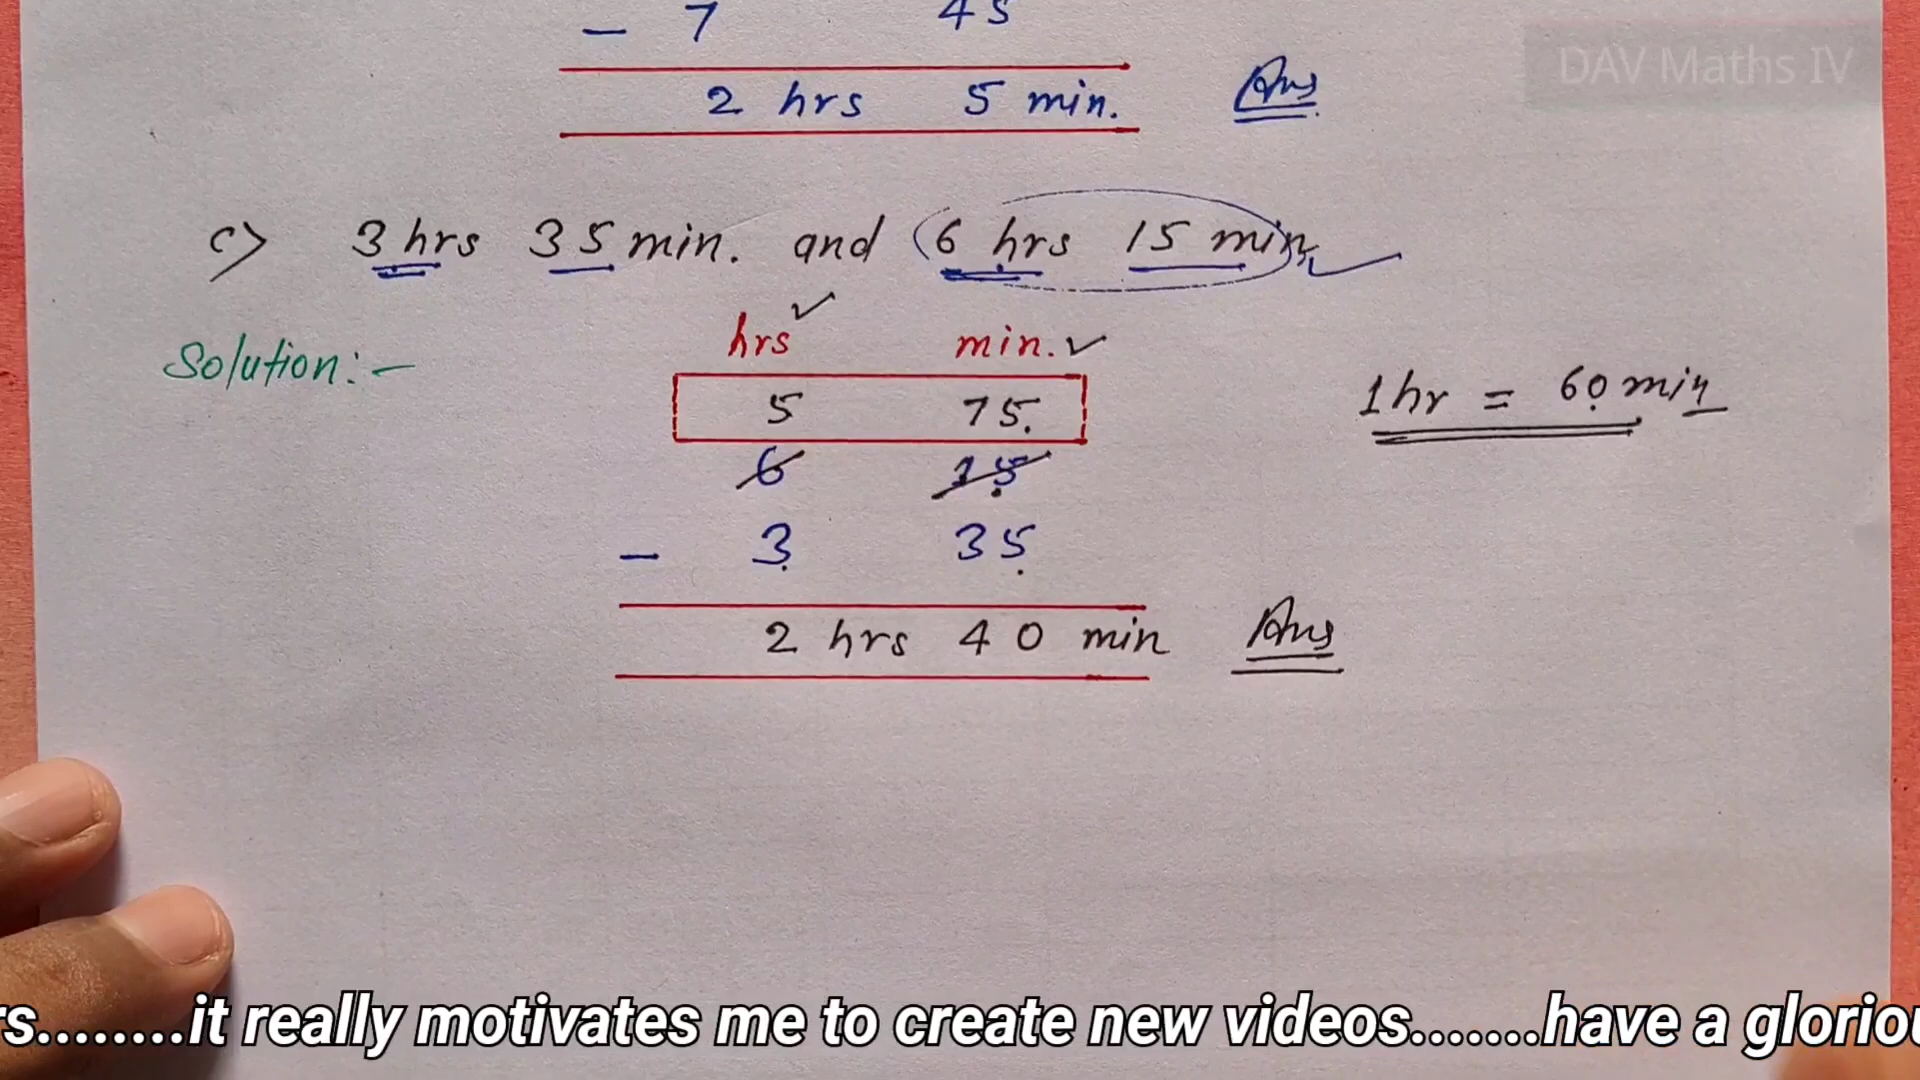 - 7 45
DAV Maths IV
2 hrs 5 min. Ans
c) 3 hrs 35 min. and 6 hrs 15 min
Solution:-
hrs min.
5 75
1 hr = 60 min
6 15
- 3 35
2 hrs 40 min Ans
rs........it really motivates me to create new videos.......have a gloriou